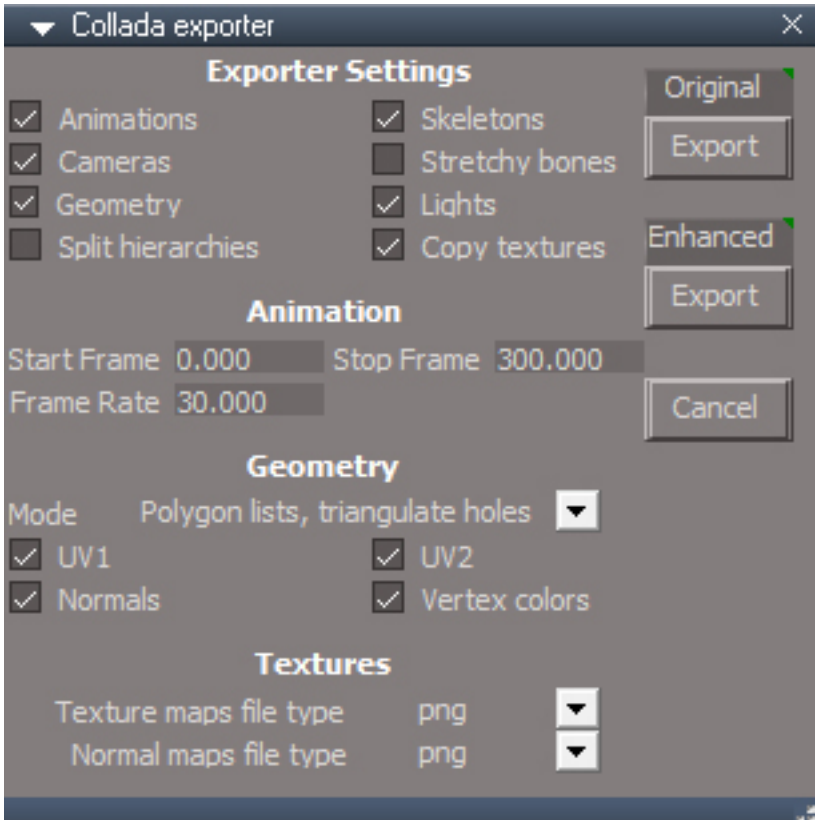 Collada exporter
Exporter Settings
Original
Animations Skeletons
Export
Cameras Stretchy bones
Geometry Lights
Enhanced
Split hierarchies Copy textures
Export
Animation
Start Frame 0.000 Stop Frame 300.000
Frame Rate 30.000
Cancel
Geometry
Mode Polygon lists, triangulate holes
UV1 UV2
Normals Vertex colors
Textures
Texture maps file type png
Normal maps file type png